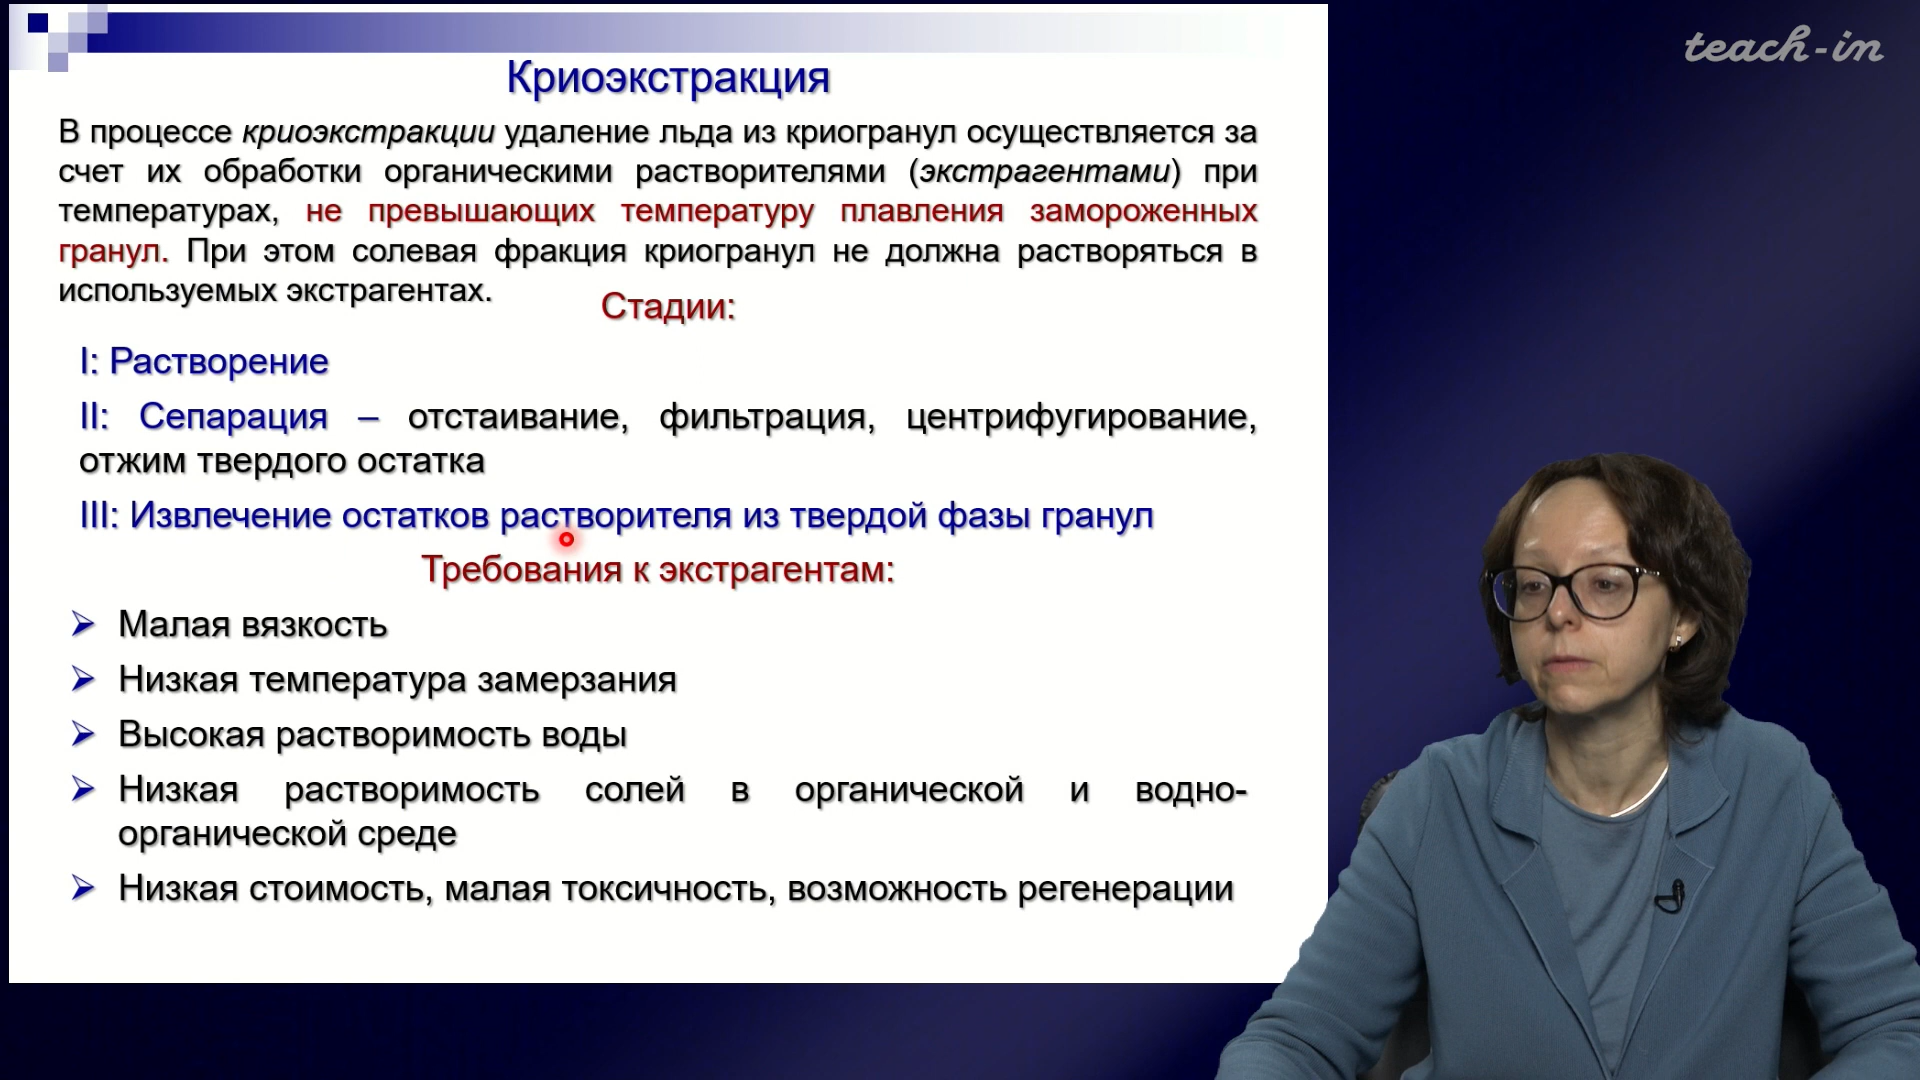 teach-in
Криоэкстракция
В процессе криоэкстракции удаление льда из криогранул осуществляется за
счет их обработки органическими растворителями (экстрагентами) при
температурах, не превышающих температуру плавления замороженных
гранул. При этом солевая фракция криогранул не должна растворяться в
используемых экстрагентах.
Стадии:
I: Растворение
II: Сепарация – отстаивание, фильтрация, центрифугирование,
отжим твердого остатка
III: Извлечение остатков растворителя из твердой фазы гранул
Требования к экстрагентам:
Малая вязкость
Низкая температура замерзания
Высокая растворимость воды
Низкая растворимость солей в органической и водно-
органической среде
Низкая стоимость, малая токсичность, возможность регенерации